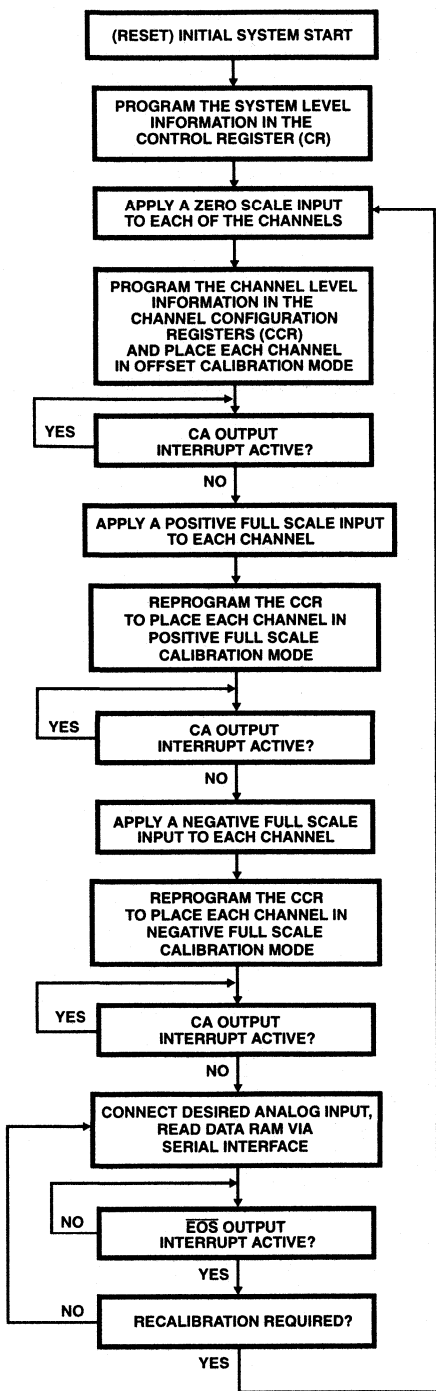 (RESET) INITIAL SYSTEM START
PROGRAM THE SYSTEM LEVEL
INFORMATION IN THE
CONTROL REGISTER (CR)
APPLY A ZERO SCALE INPUT
TO EACH OF THE CHANNELS
PROGRAM THE CHANNEL LEVEL
INFORMATION IN THE
CHANNEL CONFIGURATION
REGISTERS (CCR)
AND PLACE EACH CHANNEL
IN OFFSET CALIBRATION MODE
YES
CA OUTPUT
INTERRUPT ACTIVE?
NO
APPLY A POSITIVE FULL SCALE INPUT
TO EACH CHANNEL
REPROGRAM THE CCR
TO PLACE EACH CHANNEL IN
POSITIVE FULL SCALE
CALIBRATION MODE
YES
CA OUTPUT
INTERRUPT ACTIVE?
NO
APPLY A NEGATIVE FULL SCALE
INPUT TO EACH CHANNEL
REPROGRAM THE CCR
TO PLACE EACH CHANNEL IN
NEGATIVE FULL SCALE
CALIBRATION MODE
YES
CA OUTPUT
INTERRUPT ACTIVE?
NO
CONNECT DESIRED ANALOG INPUT,
READ DATA RAM VIA
SERIAL INTERFACE
NO
E̅O̅S̅ OUTPUT
INTERRUPT ACTIVE?
YES
NO
RECALIBRATION REQUIRED?
YES